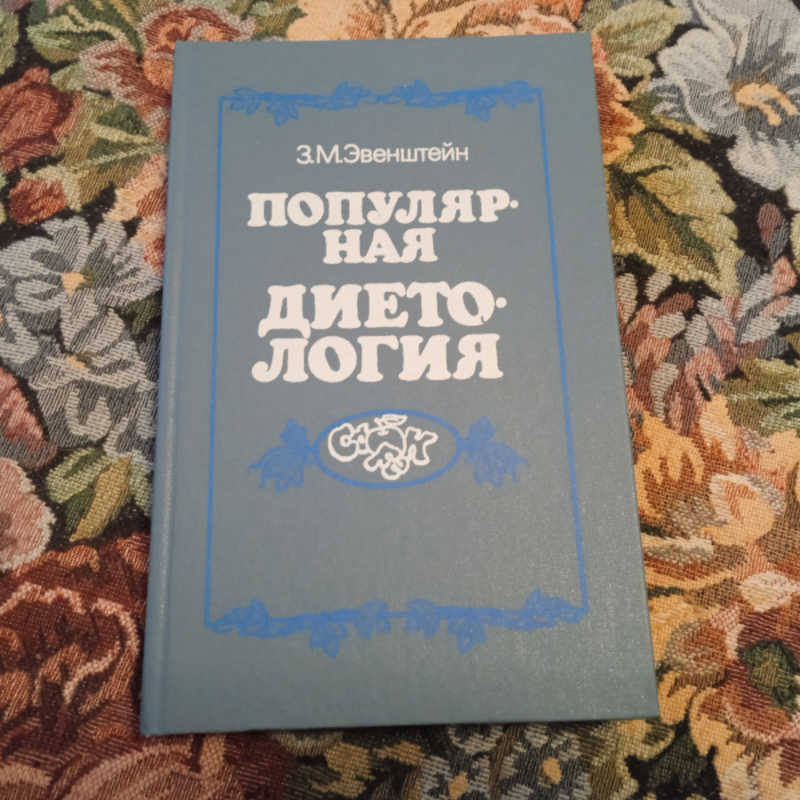 З.М.Эвенштейн
ПОПУЛЯР-
НАЯ
ДИЕТО-
ЛОГИЯ